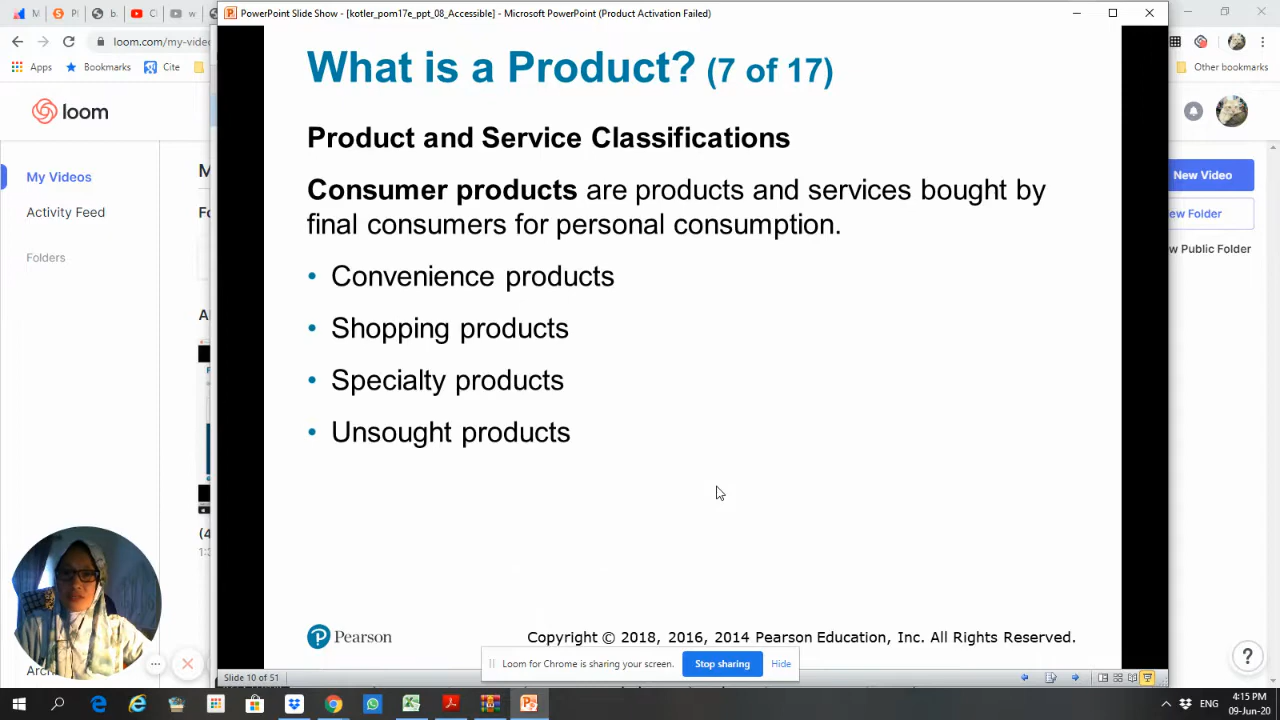 PowerPoint Slide Show - [kotler_pom17e_ppt_08_Accessible] - Microsoft PowerPoint (Product Activation Failed)
loom.com/my-video
Apps
Bookmarks
Cite
Other bookmarks
loom
My Videos
Activity Feed
Folders
New Video
ew Folder
w Public Folder
What is a Product? (7 of 17)
Product and Service Classifications
Consumer products are products and services bought by
final consumers for personal consumption.
• Convenience products
• Shopping products
• Specialty products
• Unsought products
Pearson
Copyright © 2018, 2016, 2014 Pearson Education, Inc. All Rights Reserved.
Loom for Chrome is sharing your screen.
Stop sharing
Hide
Slide 10 of 51
ENG
4:15 PM
09-Jun-20